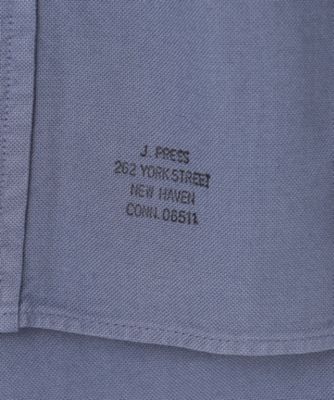 J. PRESS
262 YORK STREET
NEW HAVEN
CONN. 06511